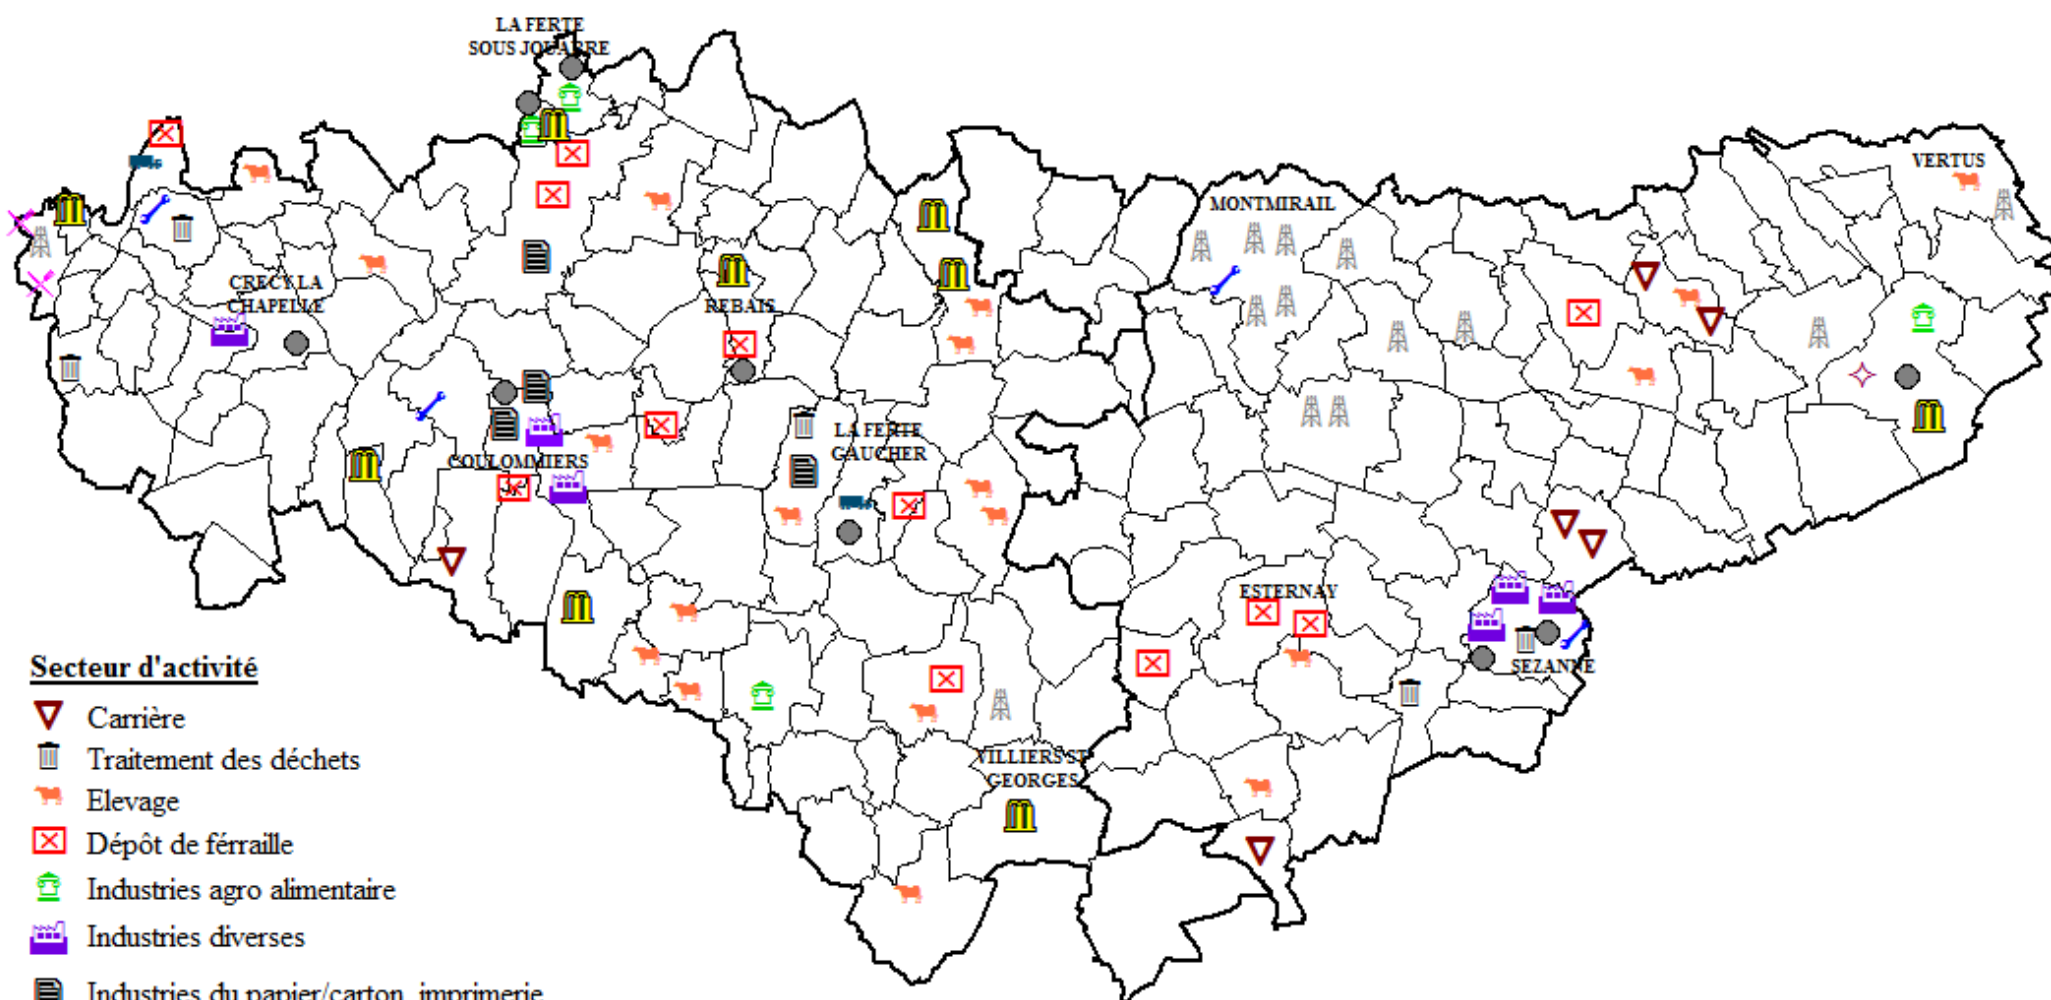 LA FERTE
SOUS JOUARRE
VERTUS
MONTMIRAIL
CRECY LA
CHAPELLE
REBAIS
LA FERTE
GAUCHER
COULOMMIERS
ESTERNAY
SEZANNE
VILLIERS ST
GEORGES
Secteur d'activité
Carrière
Traitement des déchets
Elevage
Dépôt de férraille
Industries agro alimentaire
Industries diverses
Industries du papier/carton, imprimerie